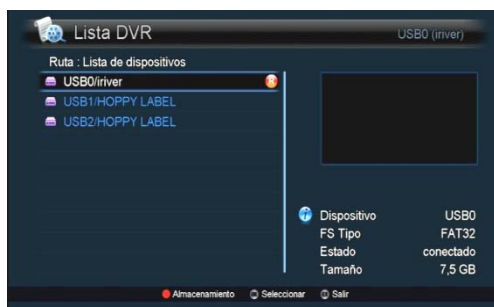 Lista DVR
USB0 (iriver)
Ruta : Lista de dispositivos
USB0/iriver
USB1/HOPPY LABEL
USB2/HOPPY LABEL
Dispositivo USB0
FS Tipo FAT32
Estado conectado
Tamaño 7,5 GB
Almacenamiento Seleccionar Salir